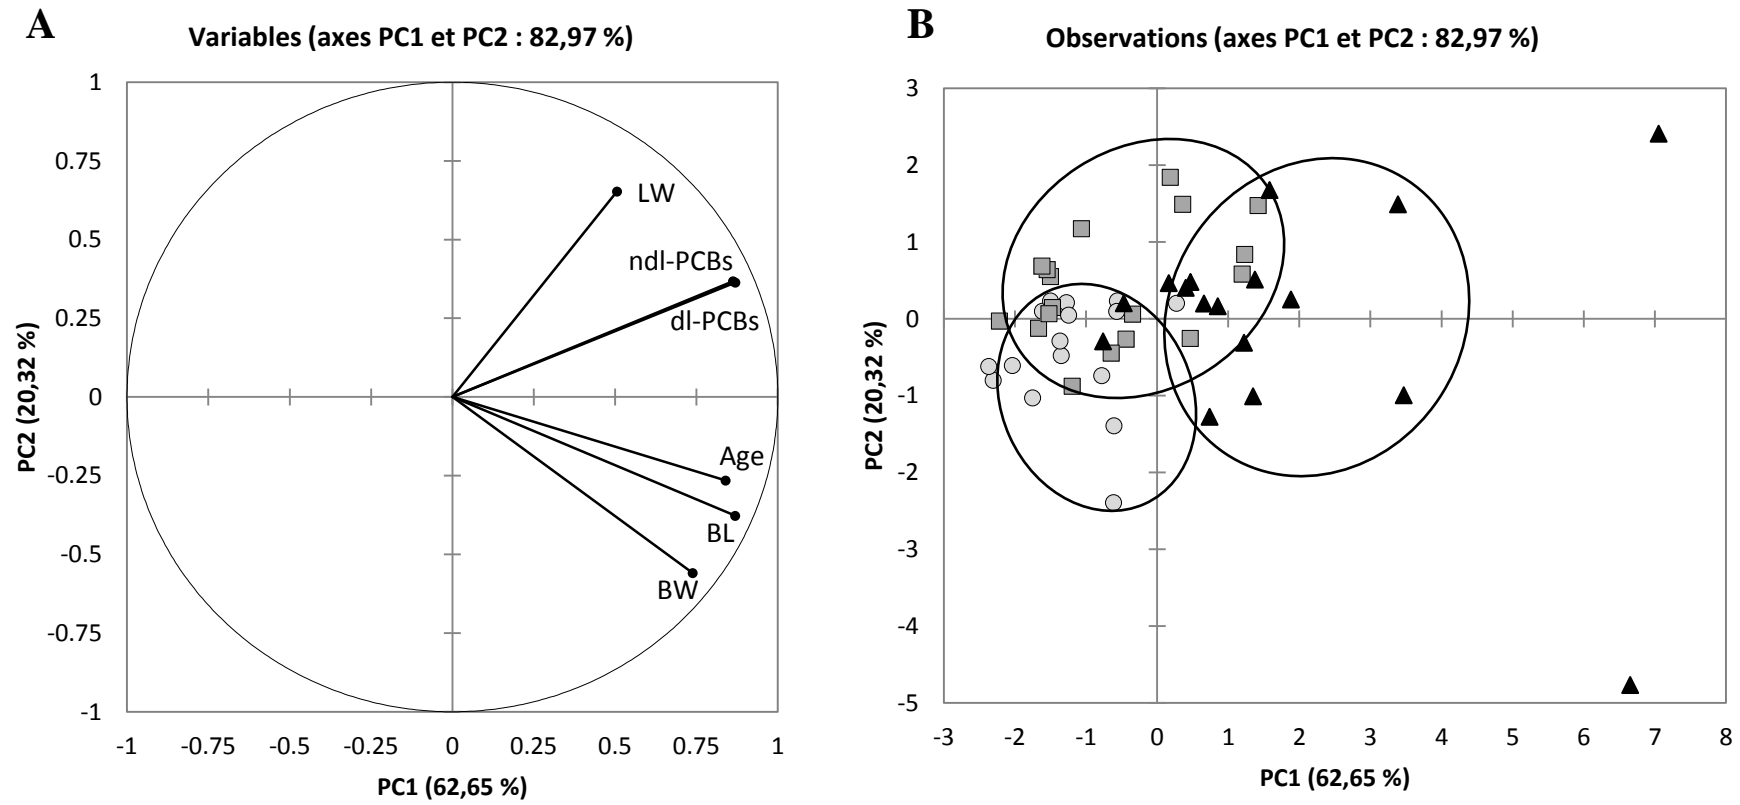 A
Variables (axes PC1 et PC2 : 82,97 %)
1
0.75
0.5
0.25
0
-0.25
-0.5
-0.75
-1
PC2 (20,32 %)
LW
ndl-PCBs
dl-PCBs
Age
BL
BW
-1 -0.75 -0.5 -0.25 0 0.25 0.5 0.75 1
PC1 (62,65 %)
B
Observations (axes PC1 et PC2 : 82,97 %)
3
2
1
0
-1
-2
-3
-4
-5
PC2 (20,32 %)
-3 -2 -1 0 1 2 3 4 5 6 7 8
PC1 (62,65 %)